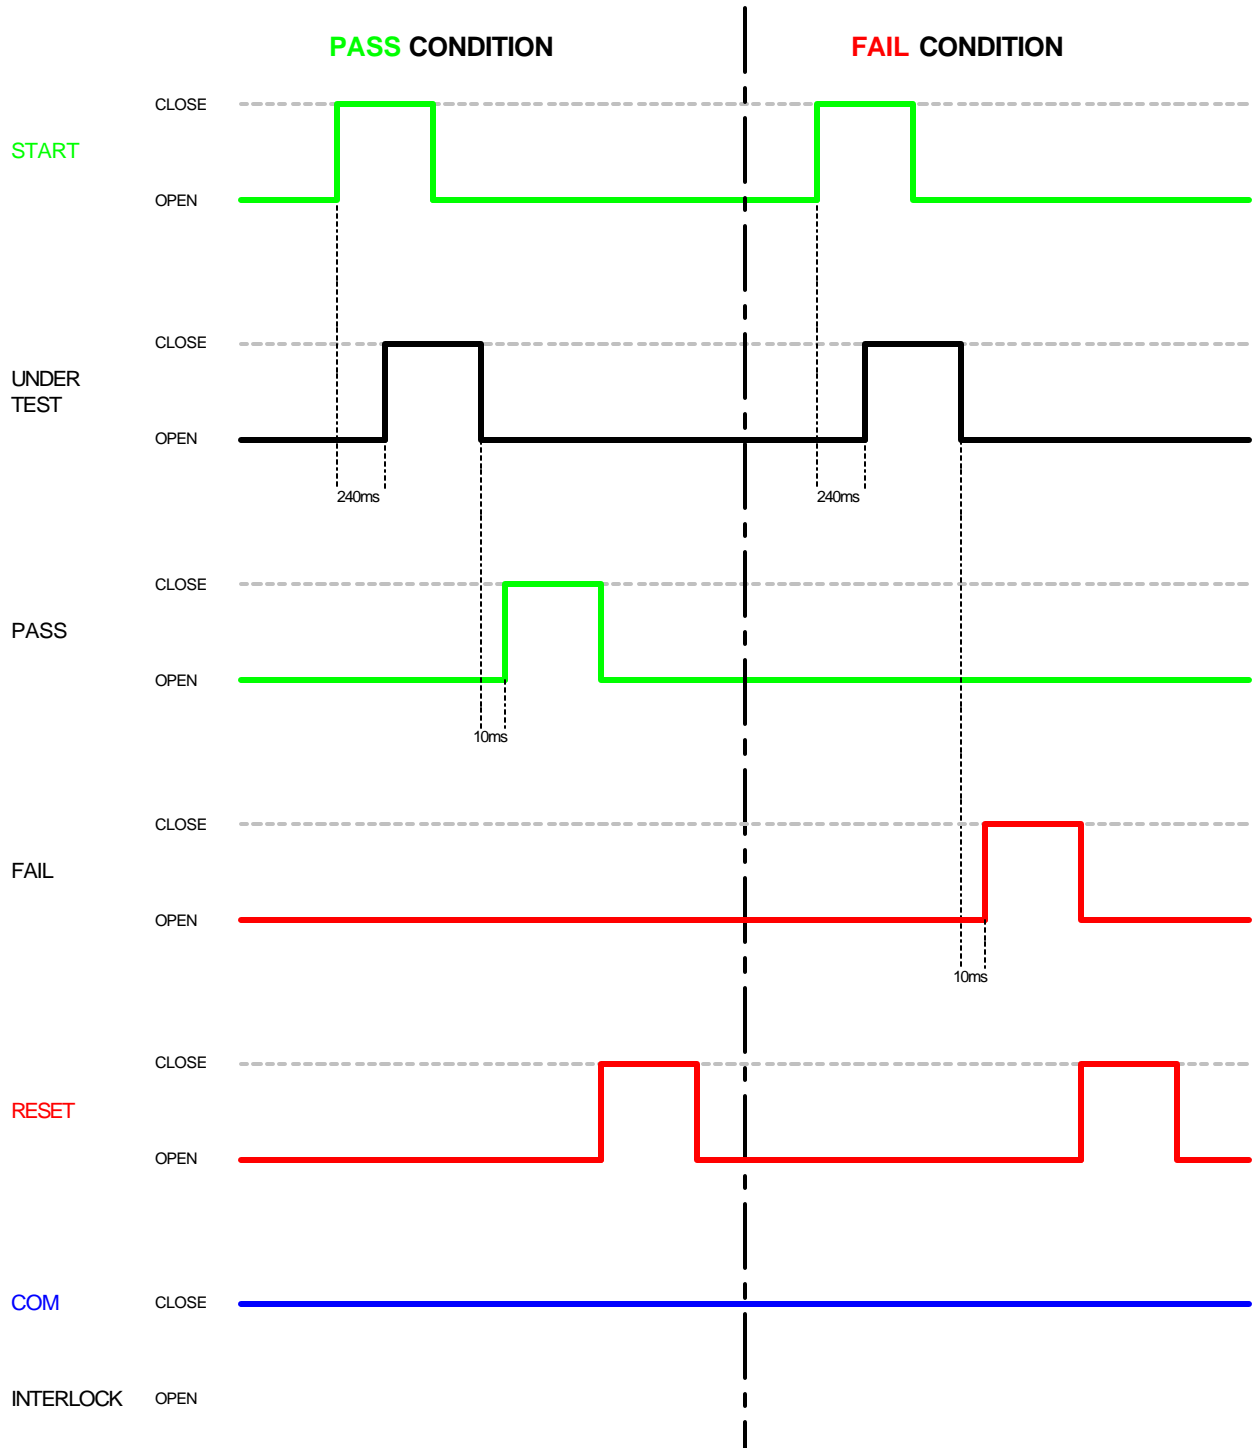 PASS CONDITION
FAIL CONDITION
CLOSE
START
OPEN
CLOSE
UNDER
TEST
OPEN
240ms
240ms
CLOSE
PASS
OPEN
10ms
CLOSE
FAIL
OPEN
10ms
CLOSE
RESET
OPEN
COM
CLOSE
INTERLOCK
OPEN